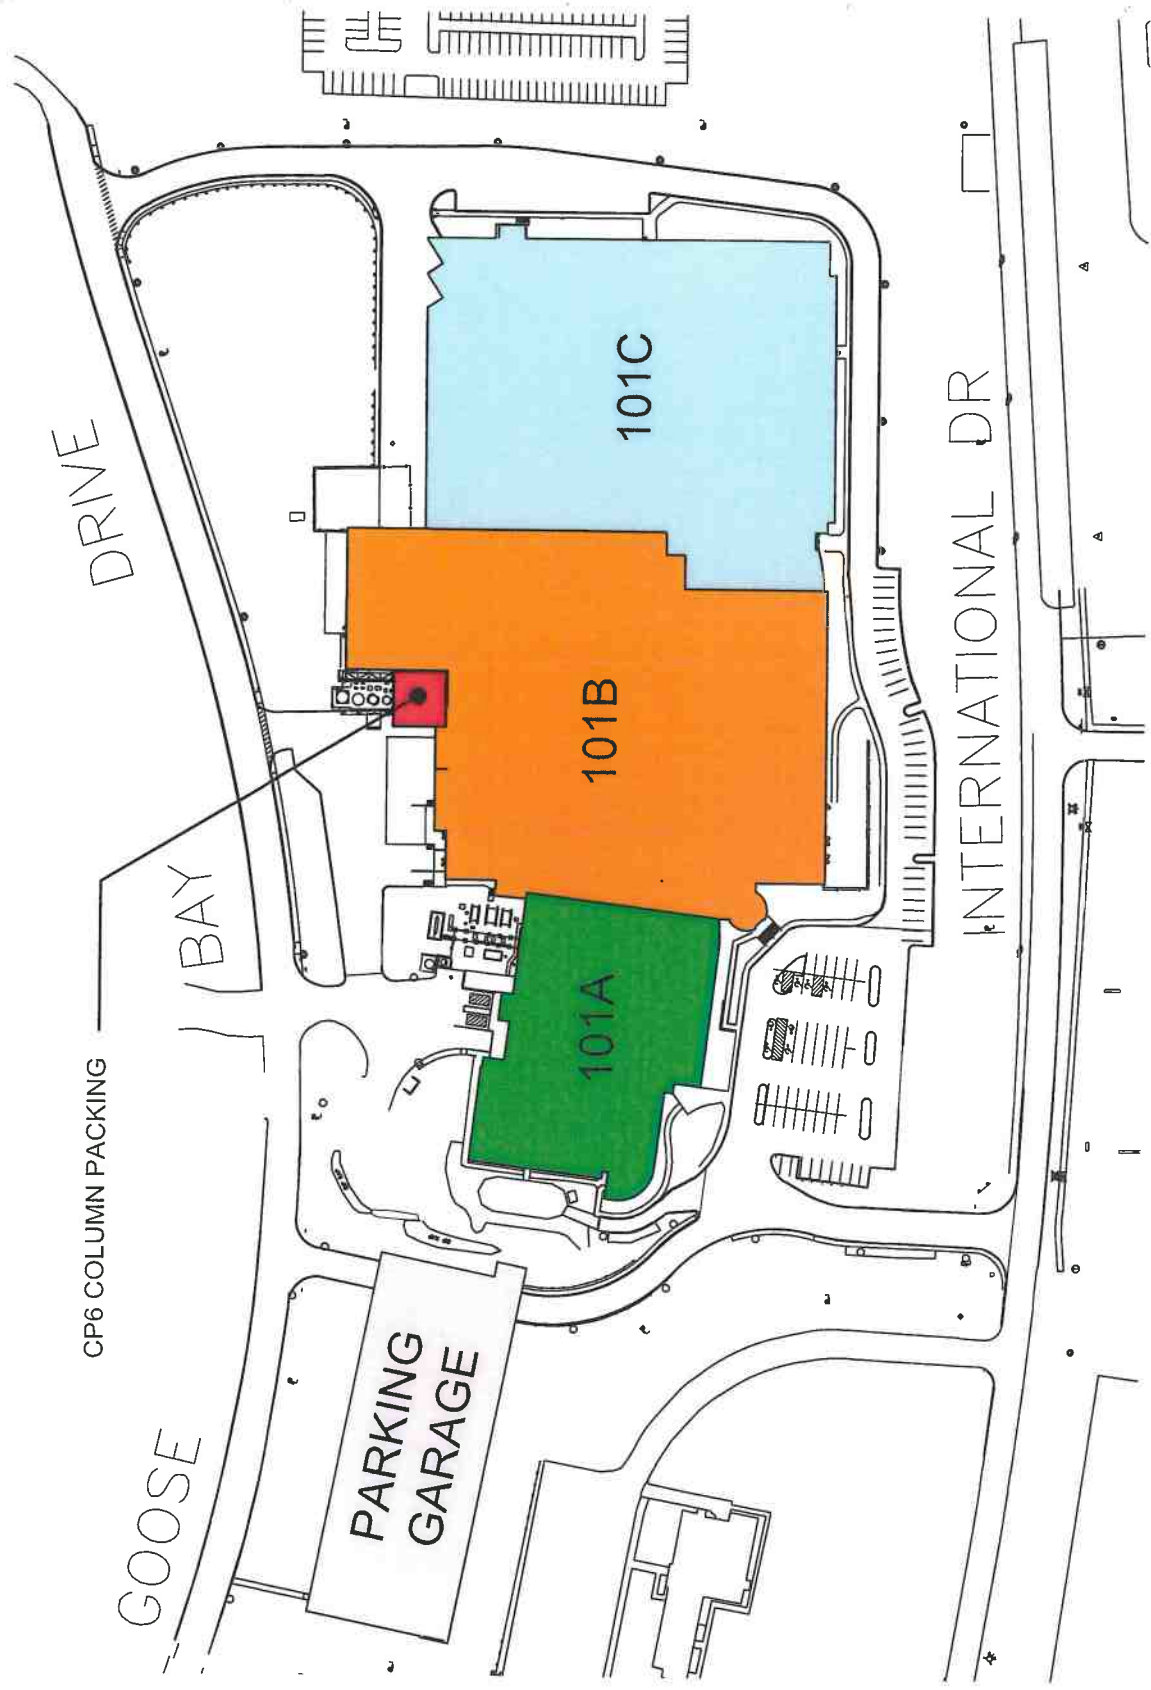 CP6 COLUMN PACKING
GOOSE BAY DRIVE
PARKING
GARAGE
101A
101B
101C
INTERNATIONAL DR